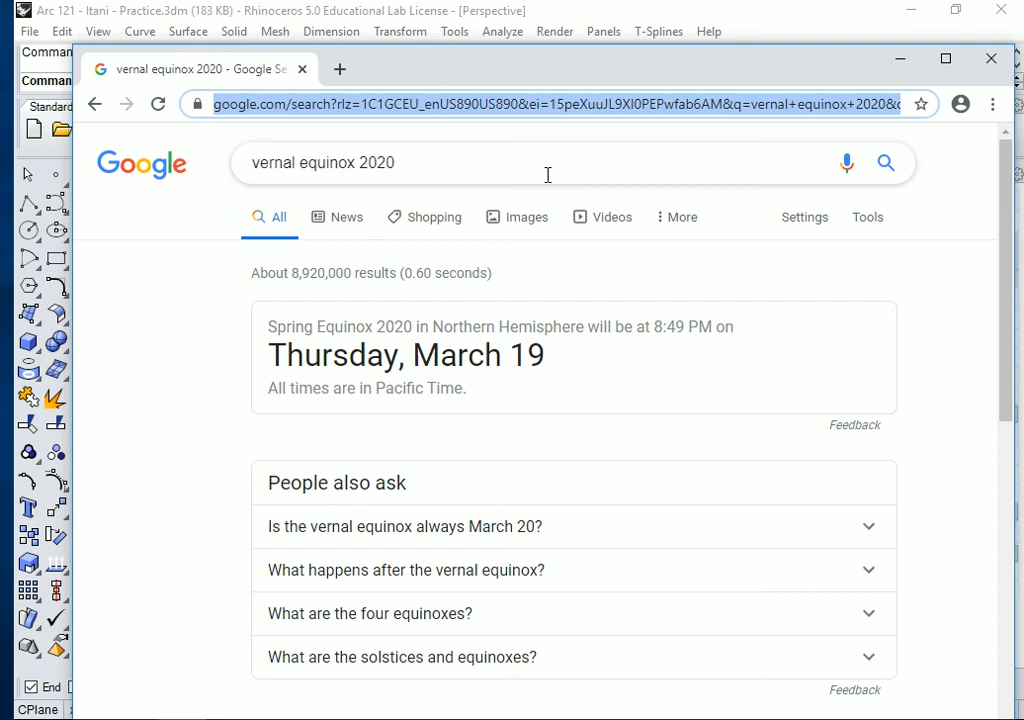 Arc 121 - Itani - Practice.3dm (183 KB) - Rhinoceros 5.0 Educational Lab License - [Perspective]
File Edit View Curve Surface Solid Mesh Dimension Transform Tools Analyze Render Panels T-Splines Help
Comman
Comman
Standard
vernal equinox 2020 - Google Se
google.com/search?rlz=1C1GCEU_enUS890US890&ei=15peXuuJL9XI0PEPwfab6AM&q=vernal+equinox+2020&
Google
vernal equinox 2020
All News Shopping Images Videos More Settings Tools
About 8,920,000 results (0.60 seconds)
Spring Equinox 2020 in Northern Hemisphere will be at 8:49 PM on
Thursday, March 19
All times are in Pacific Time.
Feedback
People also ask
Is the vernal equinox always March 20?
What happens after the vernal equinox?
What are the four equinoxes?
What are the solstices and equinoxes?
Feedback
End
CPlane